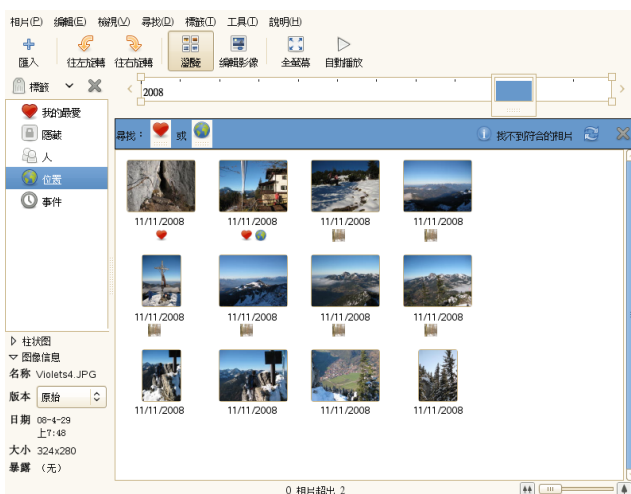 相片(P) 編輯(E) 檢視(V) 尋找(D) 標籤(T) 工具(T) 說明(H)
匯入 往左旋轉 往右旋轉 瀏覽 編輯影像 全螢幕 自動播放
標籤
2008
我的最愛
隱藏
人
位置
事件
尋找： 或 找不到符合的相片
11/11/2008 11/11/2008 11/11/2008 11/11/2008
11/11/2008 11/11/2008 11/11/2008 11/11/2008
11/11/2008 11/11/2008 11/11/2008 11/11/2008
柱状图
图像信息
名称 Violets4.JPG
版本 原始
日期 08-4-29
上7:48
大小 324x280
暴露 （无）
0 相片超出 2